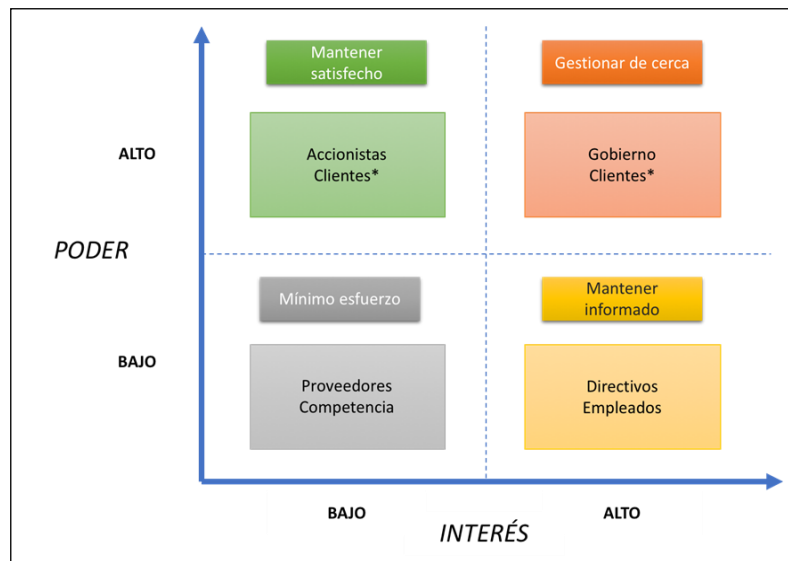 Mantener
satisfecho
Gestionar de cerca
ALTO
Accionistas
Clientes*
Gobierno
Clientes*
PODER
Mínimo esfuerzo
Mantener
informado
BAJO
Proveedores
Competencia
Directivos
Empleados
BAJO
ALTO
INTERÉS